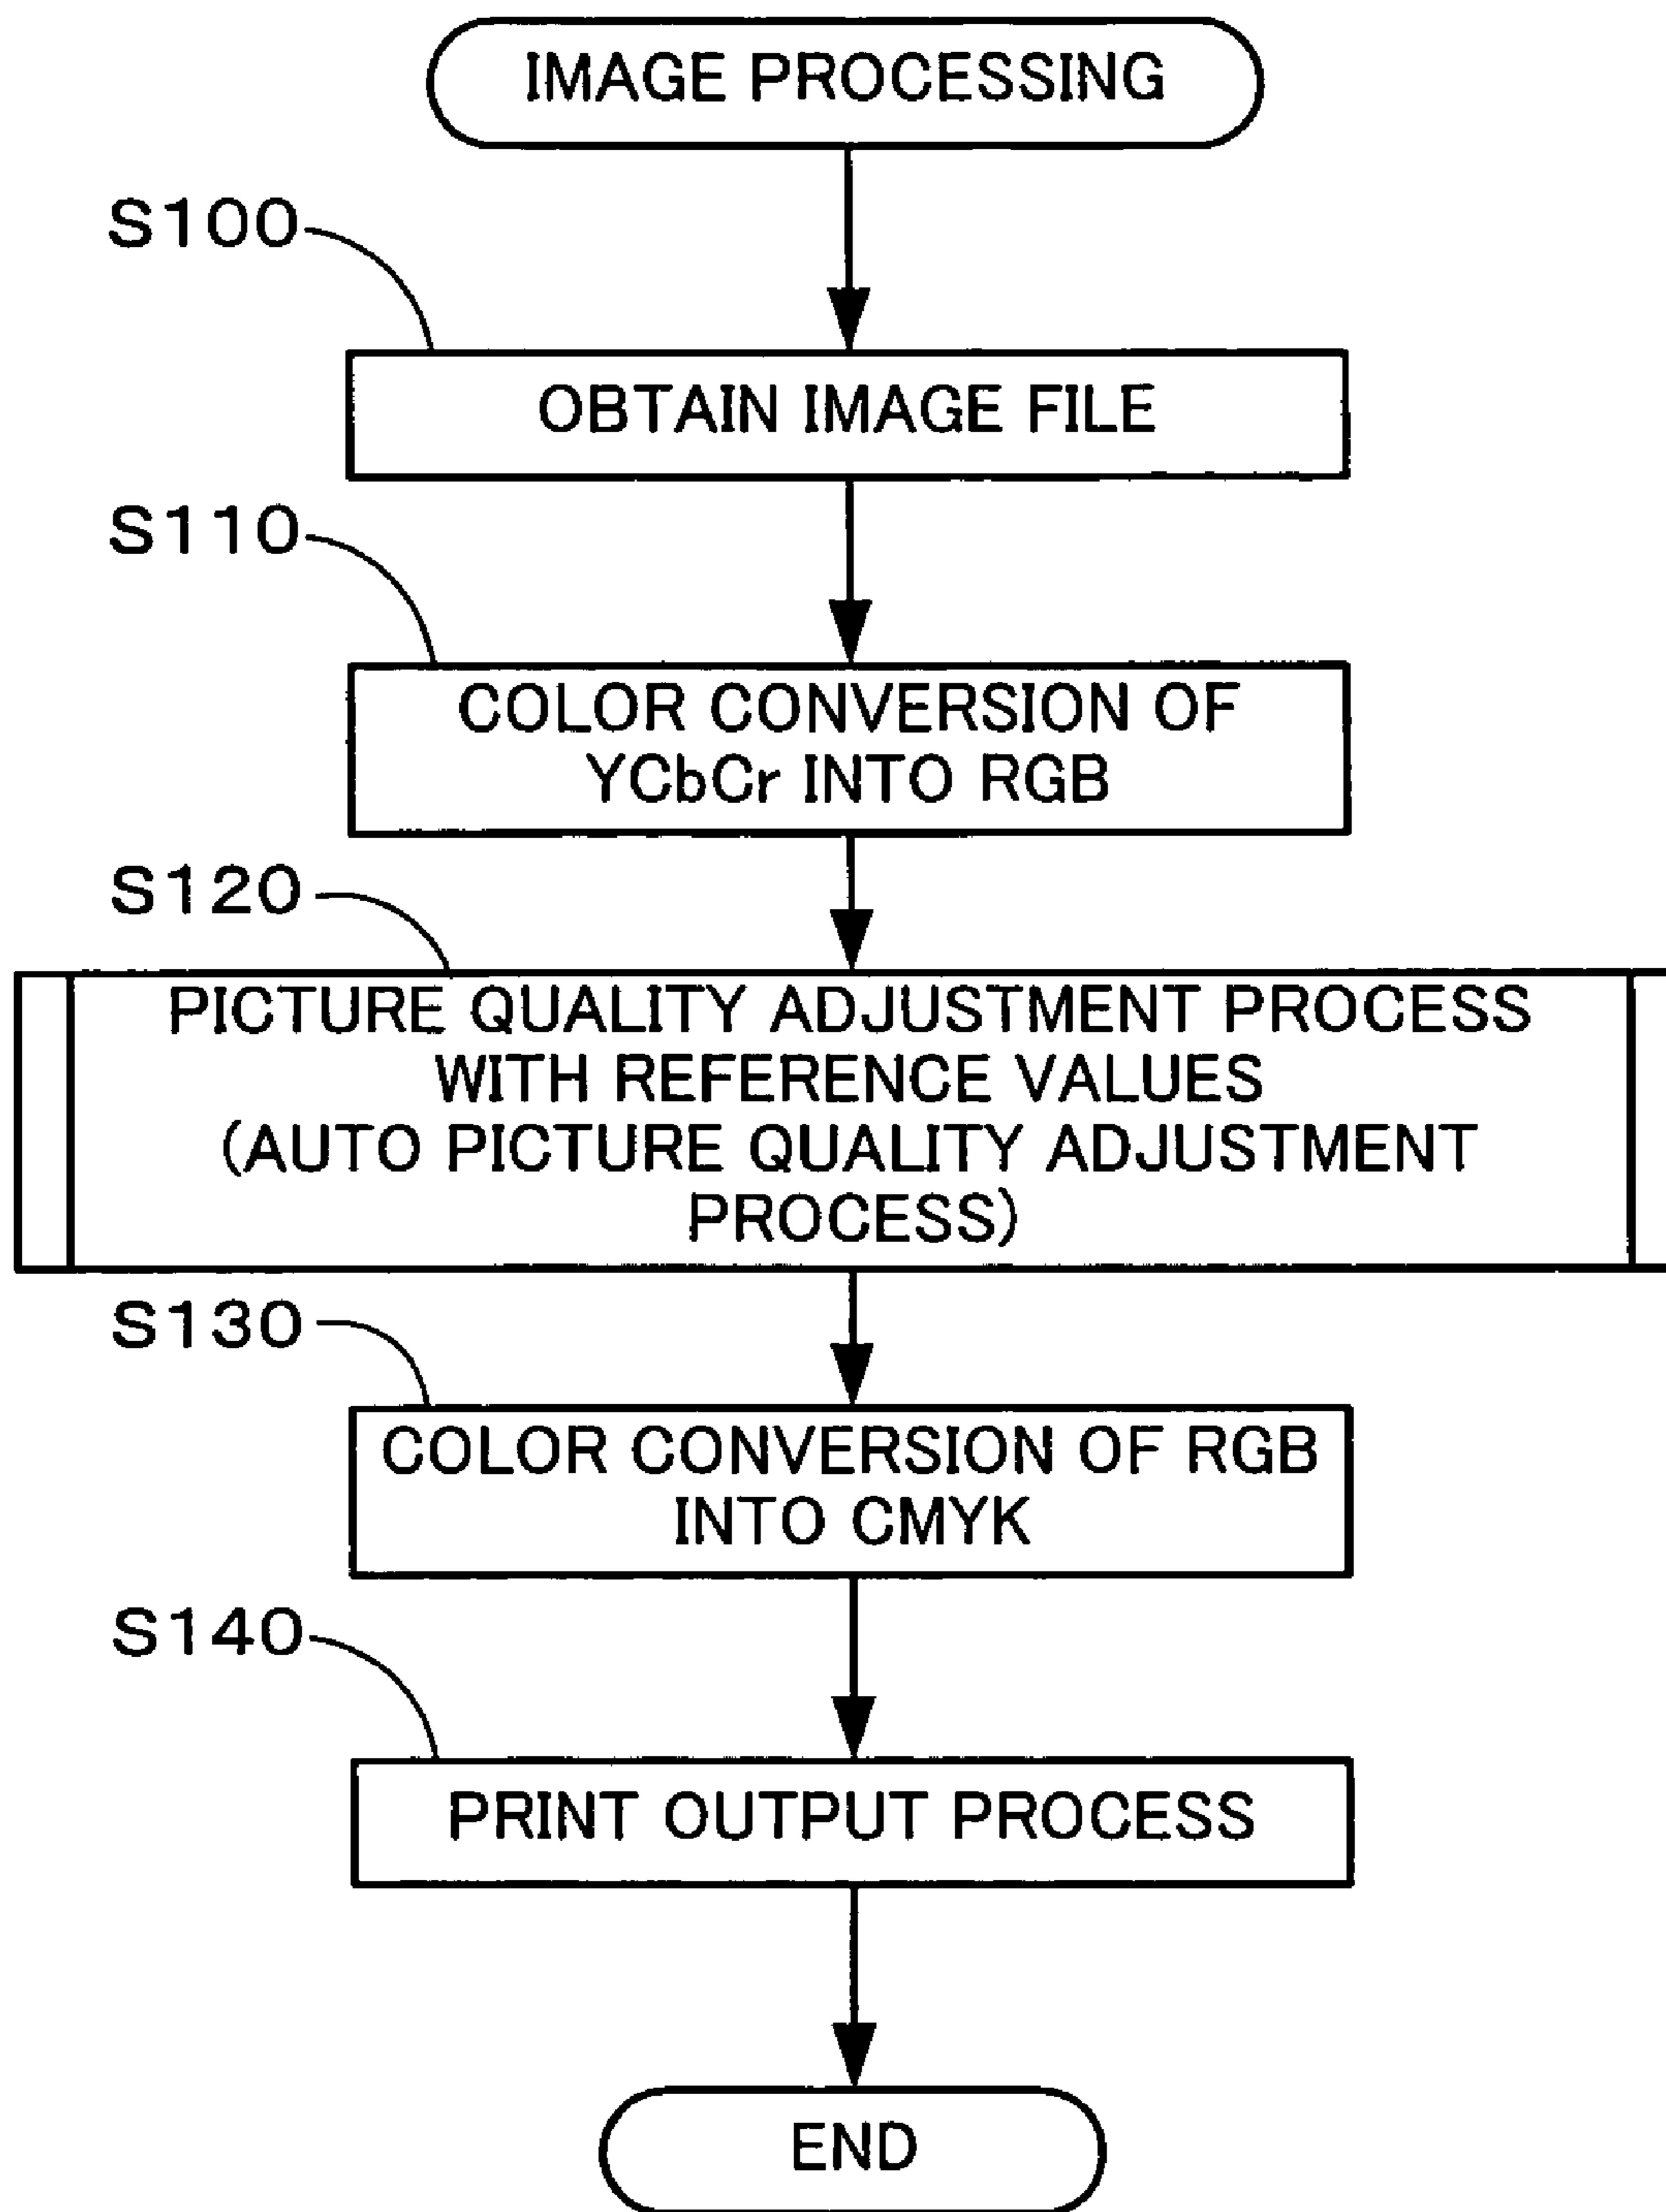 IMAGE PROCESSING
S100
OBTAIN IMAGE FILE
S110
COLOR CONVERSION OF
YCbCr INTO RGB
S120
PICTURE QUALITY ADJUSTMENT PROCESS
WITH REFERENCE VALUES
(AUTO PICTURE QUALITY ADJUSTMENT
PROCESS)
S130
COLOR CONVERSION OF RGB
INTO CMYK
S140
PRINT OUTPUT PROCESS
END